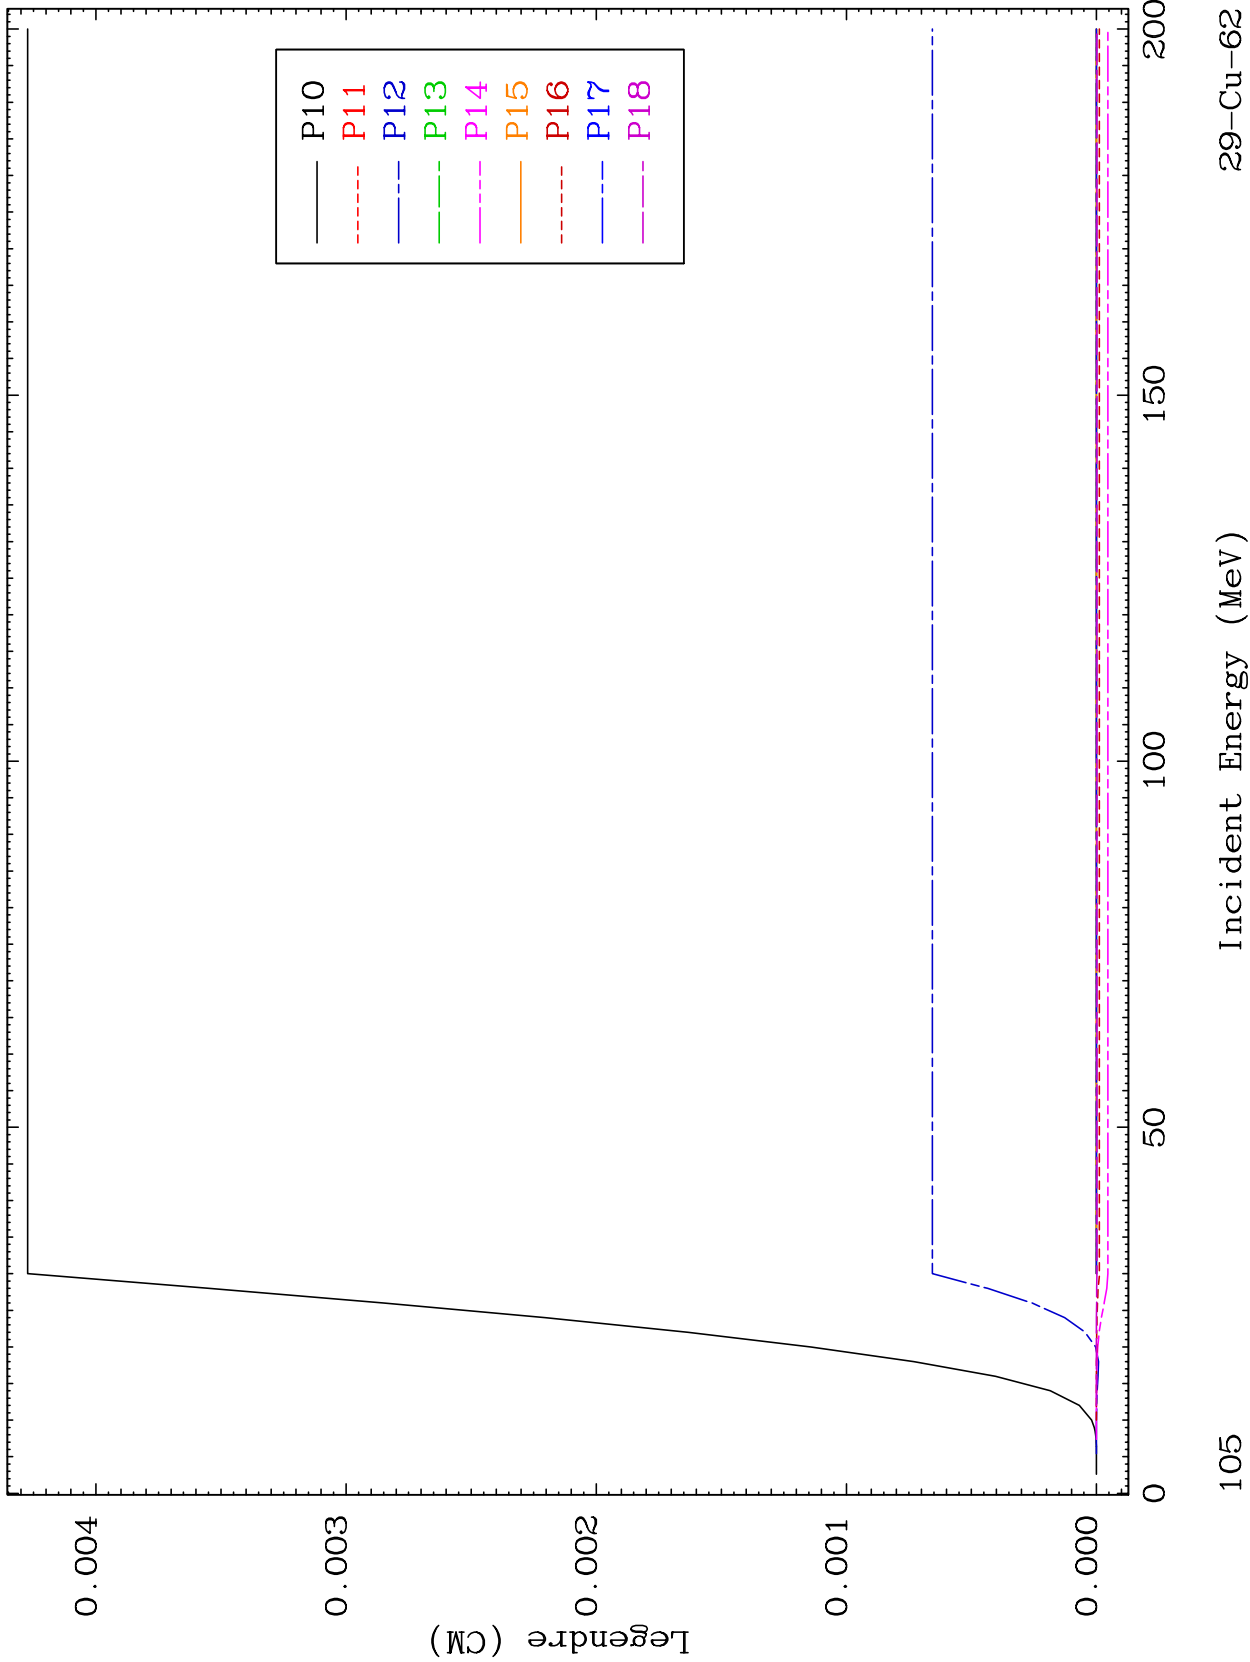 0.004
0.003
0.002
0.001
0.000
Legendre (CM)
P10
P11
P12
P13
P14
P15
P16
P17
P18
0
50
100
150
200
105
Incident Energy (MeV)
29-Cu-62